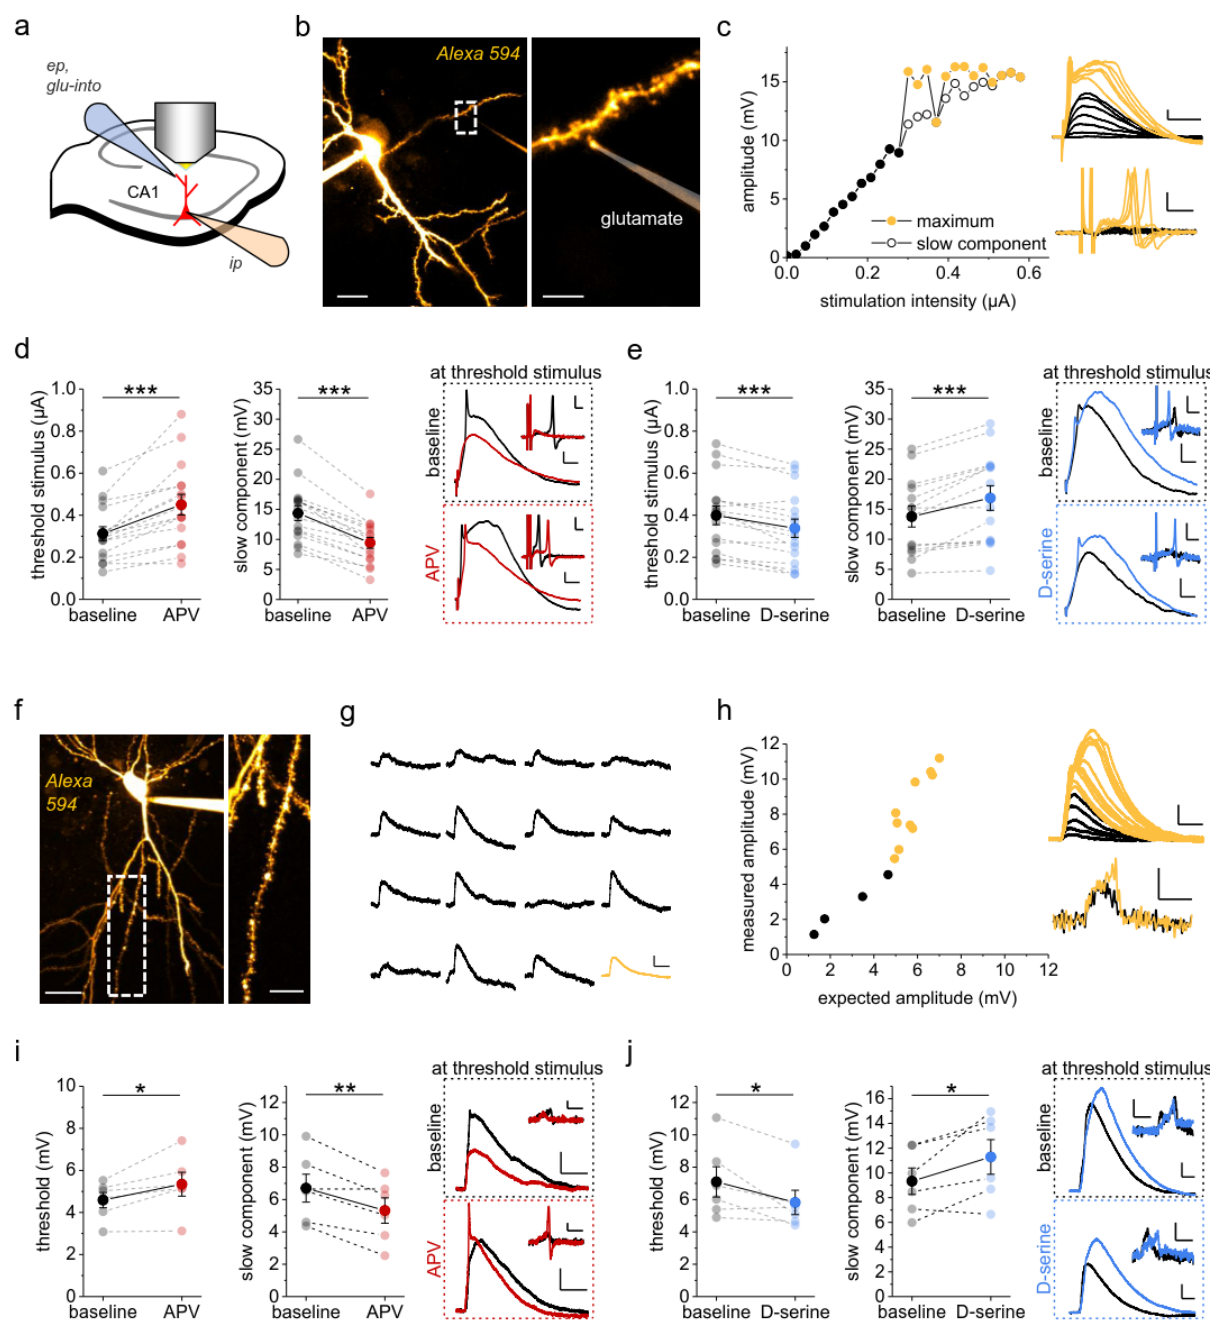 a
ep,
glu-into
CA1
ip
b
Alexa 594
glutamate
c
amplitude (mV)
15
10
5
0
0.0 0.2 0.4 0.6
stimulation intensity (µA)
maximum
slow component
d
threshold stimulus (µA)
1.0
0.8
0.6
0.4
0.2
0.0
***
baseline APV
slow component (mV)
35
30
25
20
15
10
5
0
***
baseline APV
at threshold stimulus
baseline
APV
e
threshold stimulus (µA)
1.0
0.8
0.6
0.4
0.2
0.0
***
baseline D-serine
slow component (mV)
35
30
25
20
15
10
5
0
***
baseline D-serine
at threshold stimulus
baseline
D-serine
f
Alexa
594
g
h
measured amplitude (mV)
12
10
8
6
4
2
0
0 2 4 6 8 10 12
expected amplitude (mV)
i
threshold (mV)
10
8
6
4
2
0
*
baseline APV
slow component (mV)
12
10
8
6
4
2
0
**
baseline APV
at threshold stimulus
baseline
APV
j
threshold (mV)
12
10
8
6
4
2
0
*
baseline D-serine
slow component (mV)
16
14
12
10
8
6
4
2
0
*
baseline D-serine
at threshold stimulus
baseline
D-serine